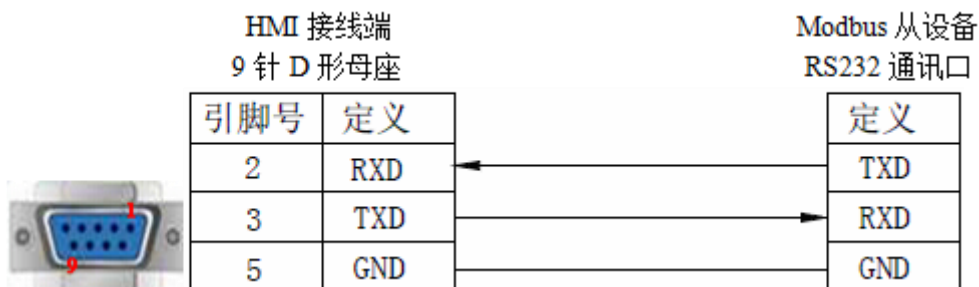 HMI 接线端
9 针 D 形母座
Modbus 从设备
RS232 通讯口
引脚号 定义 定义
2 RXD TXD
3 TXD RXD
5 GND GND
1
9